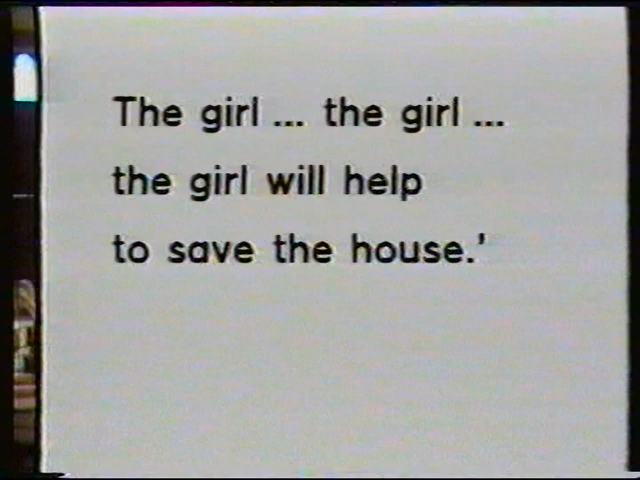 The girl ... the girl ...
the girl will help
to save the house.'